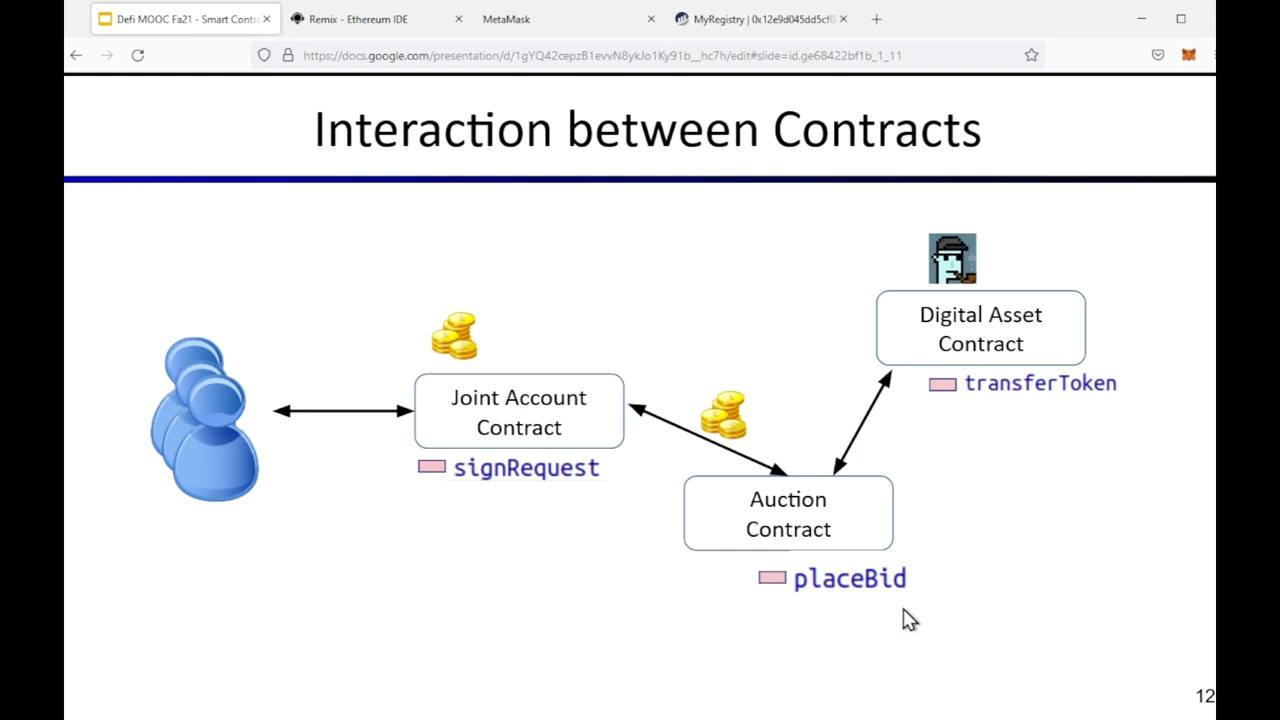 Defi MOOC Fa21 - Smart Contra
Remix - Ethereum IDE
MetaMask
MyRegistry | 0x12e9d045dd5cf0
https://docs.google.com/presentation/d/1gYQ42cepzB1evvN8ykJo1Ky91b__hc7h/edit#slide=id.ge68422bf1b_1_11
Interaction between Contracts
Digital Asset
Contract
transferToken
Joint Account
Contract
signRequest
Auction
Contract
placeBid
12